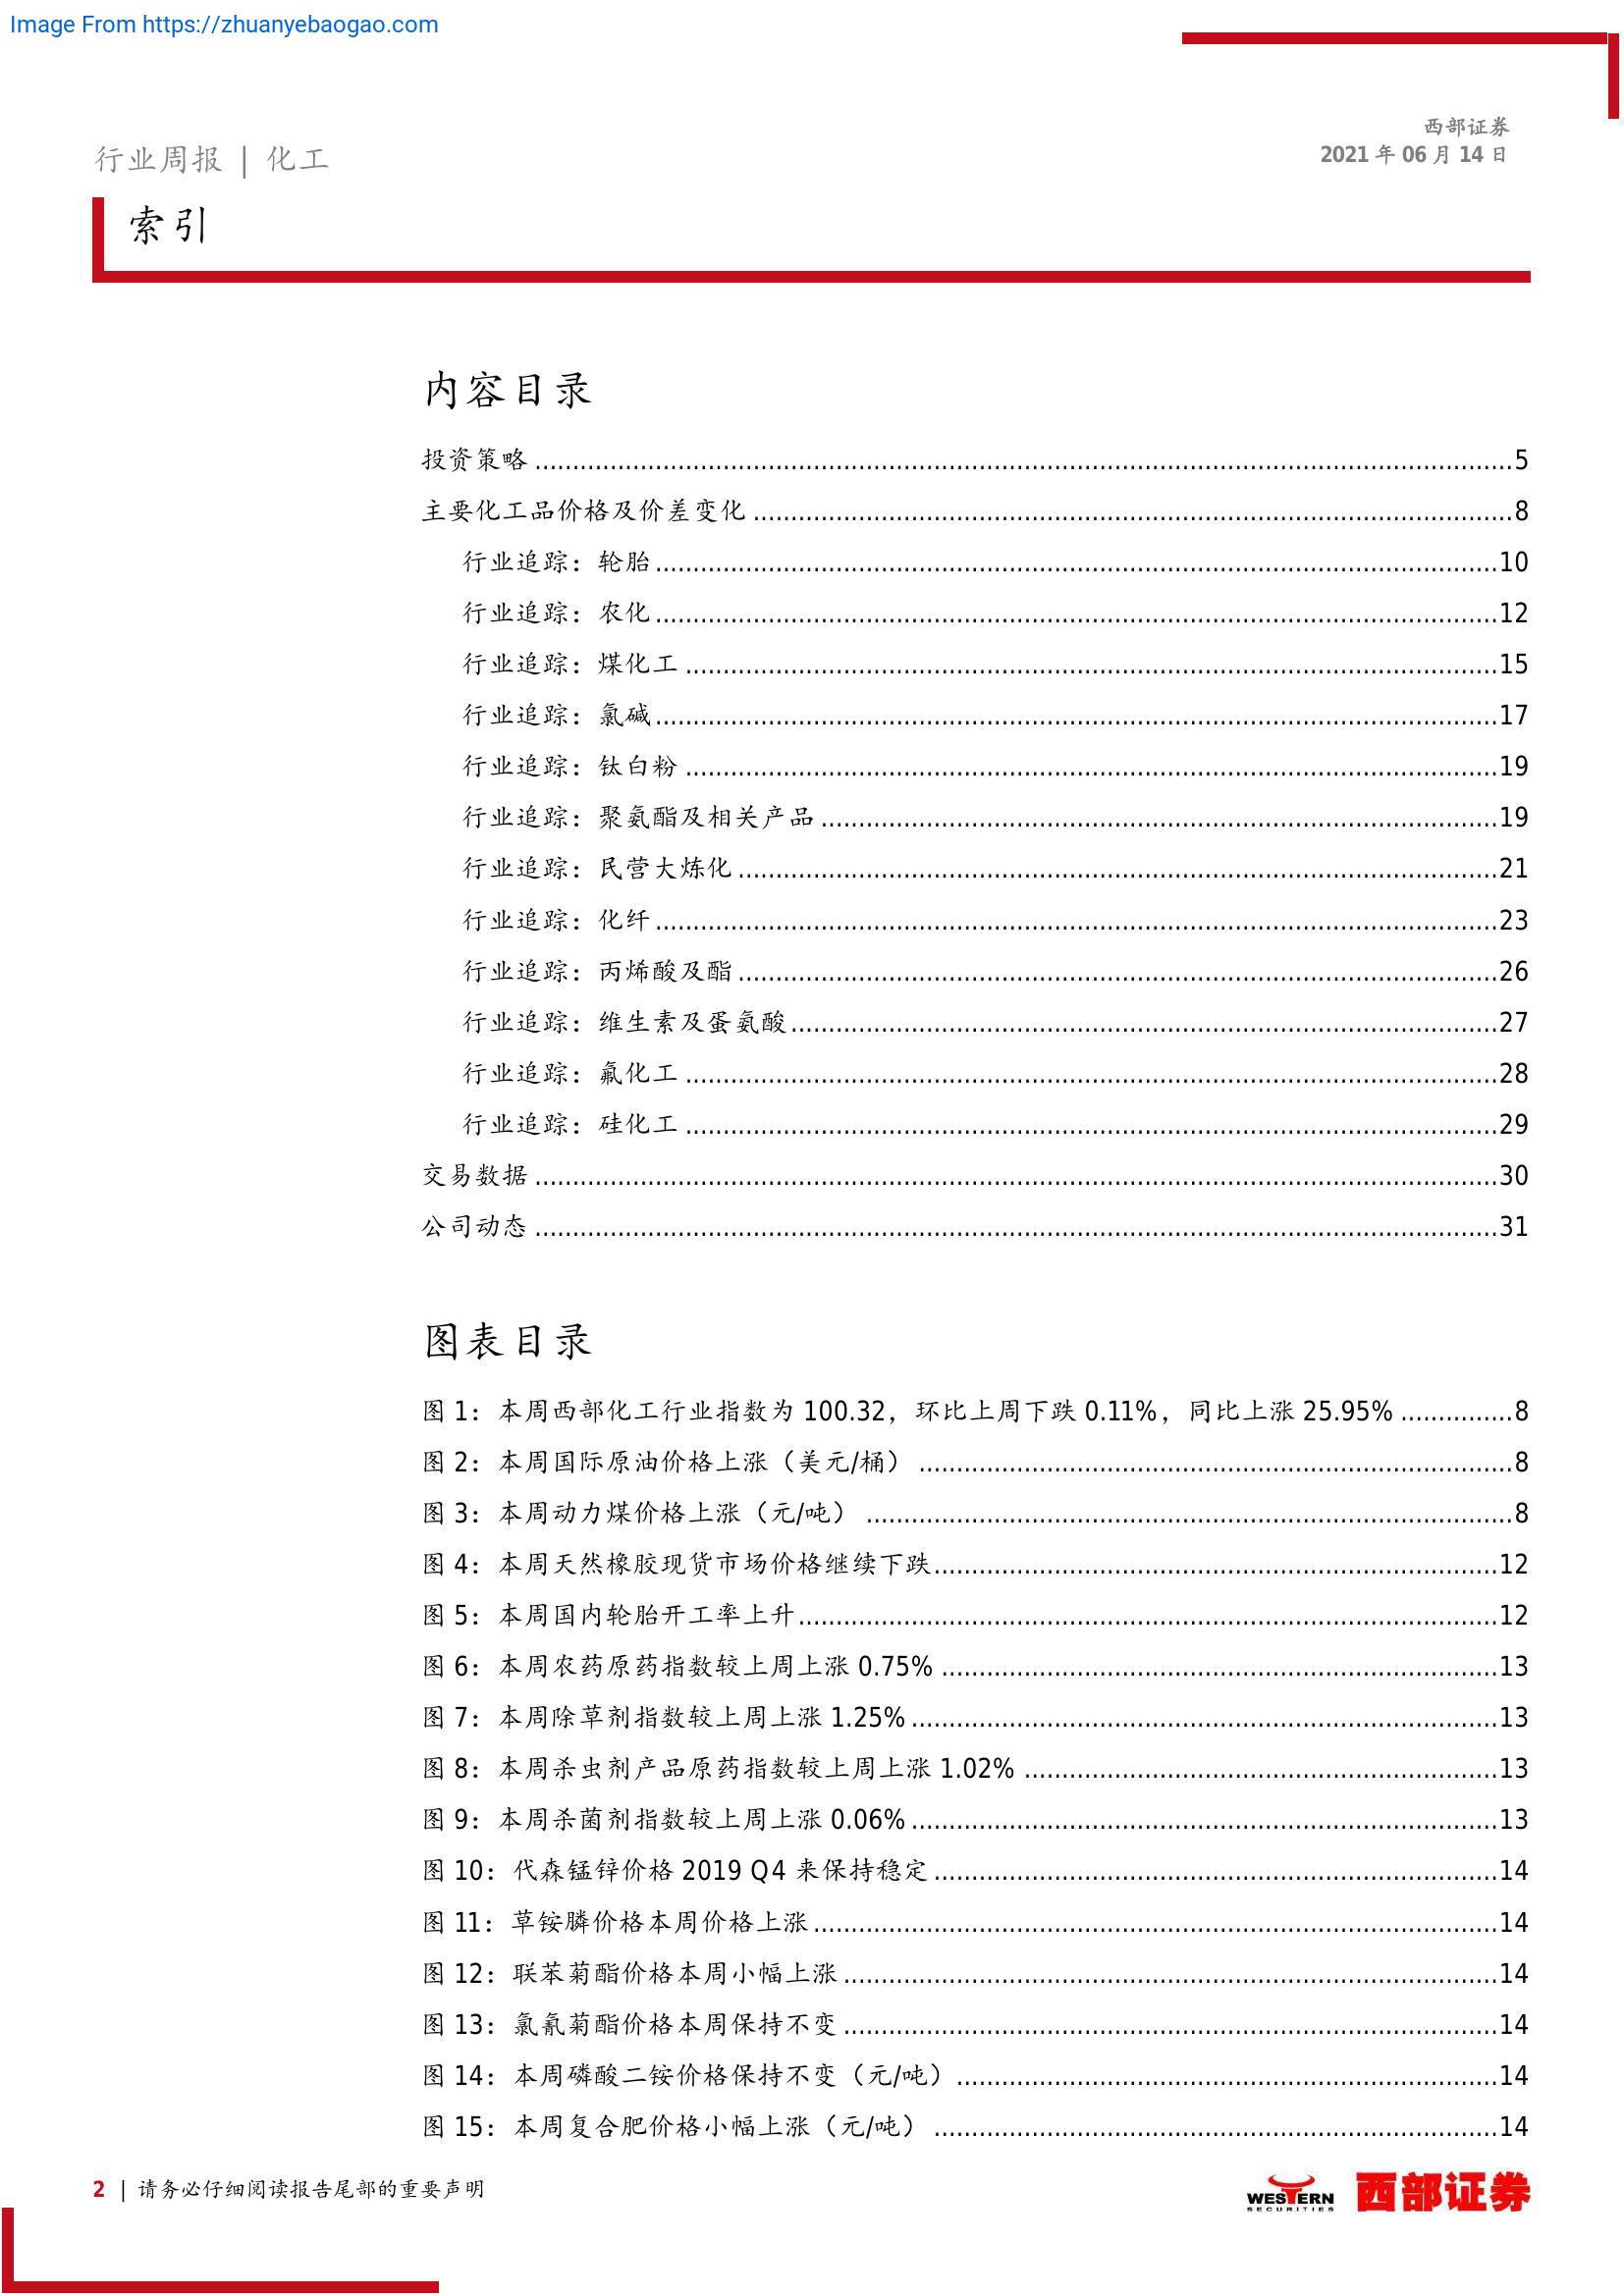 Image From https://zhuanyebaogao.com
西部证券
2021 年 06 月 14 日
行业周报 | 化工
索引
内容目录
投资策略 ........ 5
主要化工品价格及价差变化 ........ 8
行业追踪：轮胎 ........ 10
行业追踪：农化 ........ 12
行业追踪：煤化工 ........ 15
行业追踪：氯碱 ........ 17
行业追踪：钛白粉 ........ 19
行业追踪：聚氨酯及相关产品 ........ 19
行业追踪：民营大炼化 ........ 21
行业追踪：化纤 ........ 23
行业追踪：丙烯酸及酯 ........ 26
行业追踪：维生素及蛋氨酸 ........ 27
行业追踪：氟化工 ........ 28
行业追踪：硅化工 ........ 29
交易数据 ........ 30
公司动态 ........ 31
图表目录
图 1：本周西部化工行业指数为 100.32，环比上周下跌 0.11%，同比上涨 25.95% ........ 8
图 2：本周国际原油价格上涨（美元/桶） ........ 8
图 3：本周动力煤价格上涨（元/吨） ........ 8
图 4：本周天然橡胶现货市场价格继续下跌 ........ 12
图 5：本周国内轮胎开工率上升 ........ 12
图 6：本周农药原药指数较上周上涨 0.75% ........ 13
图 7：本周除草剂指数较上周上涨 1.25% ........ 13
图 8：本周杀虫剂产品原药指数较上周上涨 1.02% ........ 13
图 9：本周杀菌剂指数较上周上涨 0.06% ........ 13
图 10：代森锰锌价格 2019 Q4 来保持稳定 ........ 14
图 11：草铵膦价格本周价格上涨 ........ 14
图 12：联苯菊酯价格本周小幅上涨 ........ 14
图 13：氯氰菊酯价格本周保持不变 ........ 14
图 14：本周磷酸二铵价格保持不变（元/吨） ........ 14
图 15：本周复合肥价格小幅上涨（元/吨） ........ 14
2 | 请务必仔细阅读报告尾部的重要声明
WESTERN
SECURITIES
西部证券